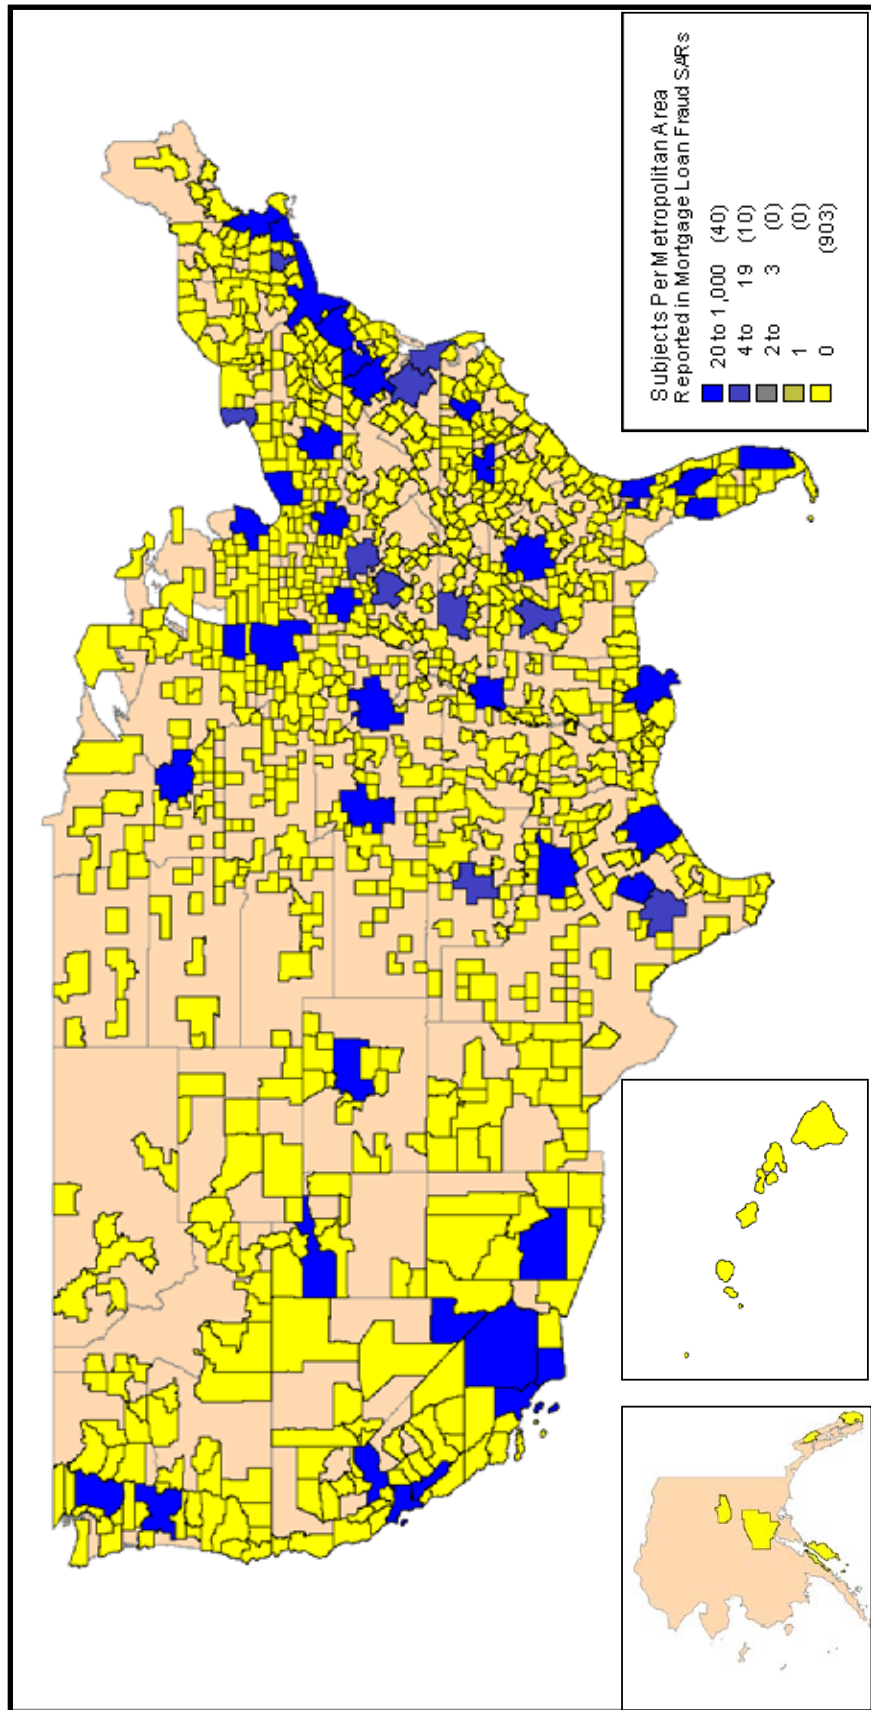 Subjects Per Metropolitan Area
Reported in Mortgage Loan Fraud SARs
20 to 1,000 (40)
4 to 19 (10)
2 to 3 (0)
1 (0)
0 (903)